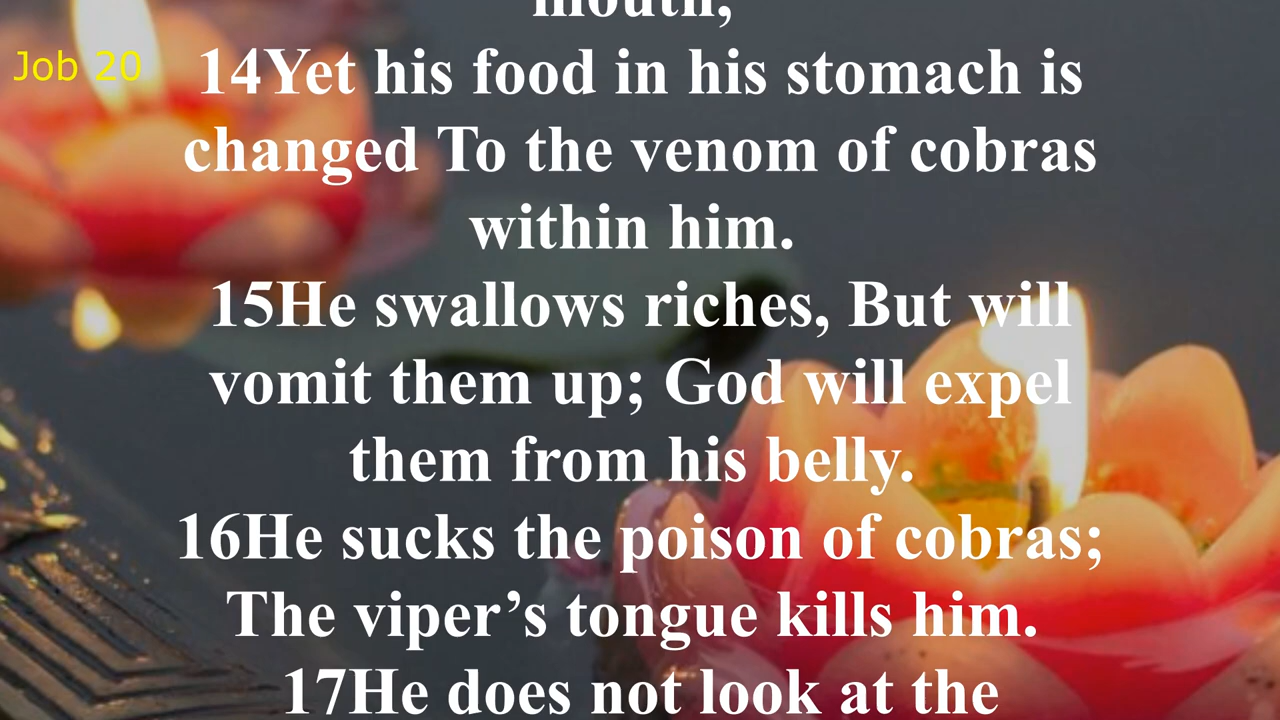 mouth,
Job 20
14Yet his food in his stomach is
changed To the venom of cobras
within him.
15He swallows riches, But will
vomit them up; God will expel
them from his belly.
16He sucks the poison of cobras;
The viper’s tongue kills him.
17He does not look at the